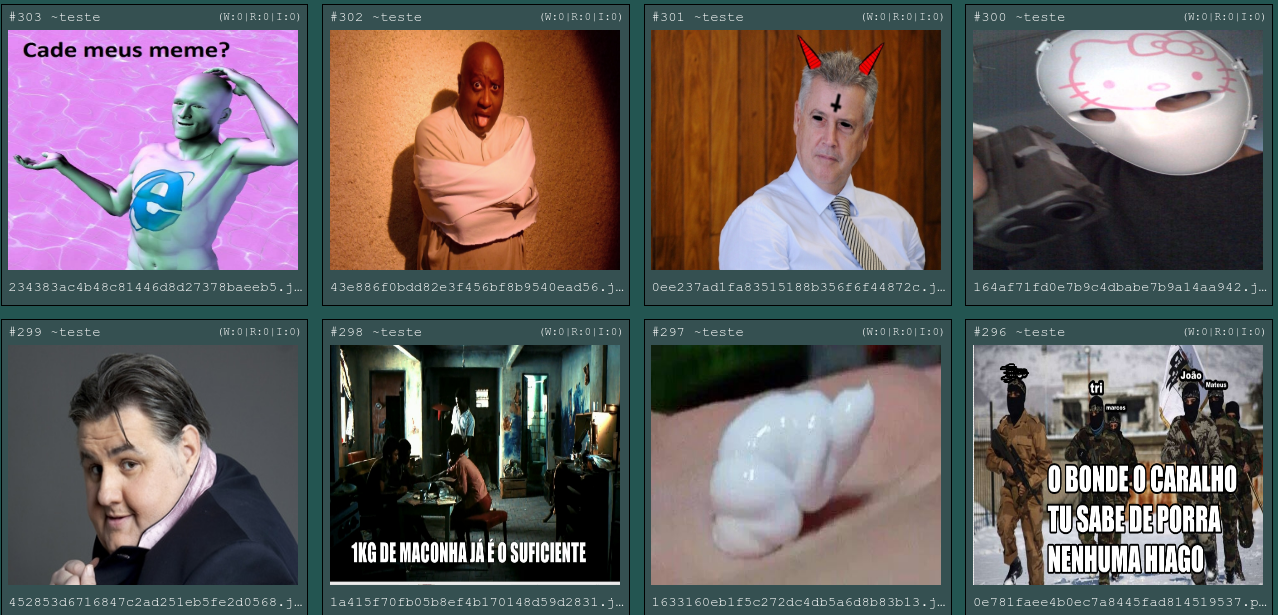 #303 ~teste (W:0|R:0|I:0)
Cade meus meme?
234383ac4b48c81446d8d27378baeeb5.j…
#302 ~teste (W:0|R:0|I:0)
43e886f0bdd82e3f456bf8b9540ead56.j…
#301 ~teste (W:0|R:0|I:0)
0ee237ad1fa83515188b356f6f44872c.j…
#300 ~teste (W:0|R:0|I:0)
164af71fd0e7b9c4dbabe7b9a14aa942.j…
#299 ~teste (W:0|R:0|I:0)
452853d6716847c2ad251eb5fe2d0568.j…
#298 ~teste (W:0|R:0|I:0)
1KG DE MACONHA JÁ É O SUFICIENTE
1a415f70fb05b8ef4b170148d59d2831.j…
#297 ~teste (W:0|R:0|I:0)
1633160eb1f5c272dc4db5a6d8b83b13.j…
#296 ~teste (W:0|R:0|I:0)
tri
marcos
João
Mateus
O BONDE O CARALHO
TU SABE DE PORRA
NENHUMA HIAGO
0e781faee4b0ec7a8445fad814519537.p…